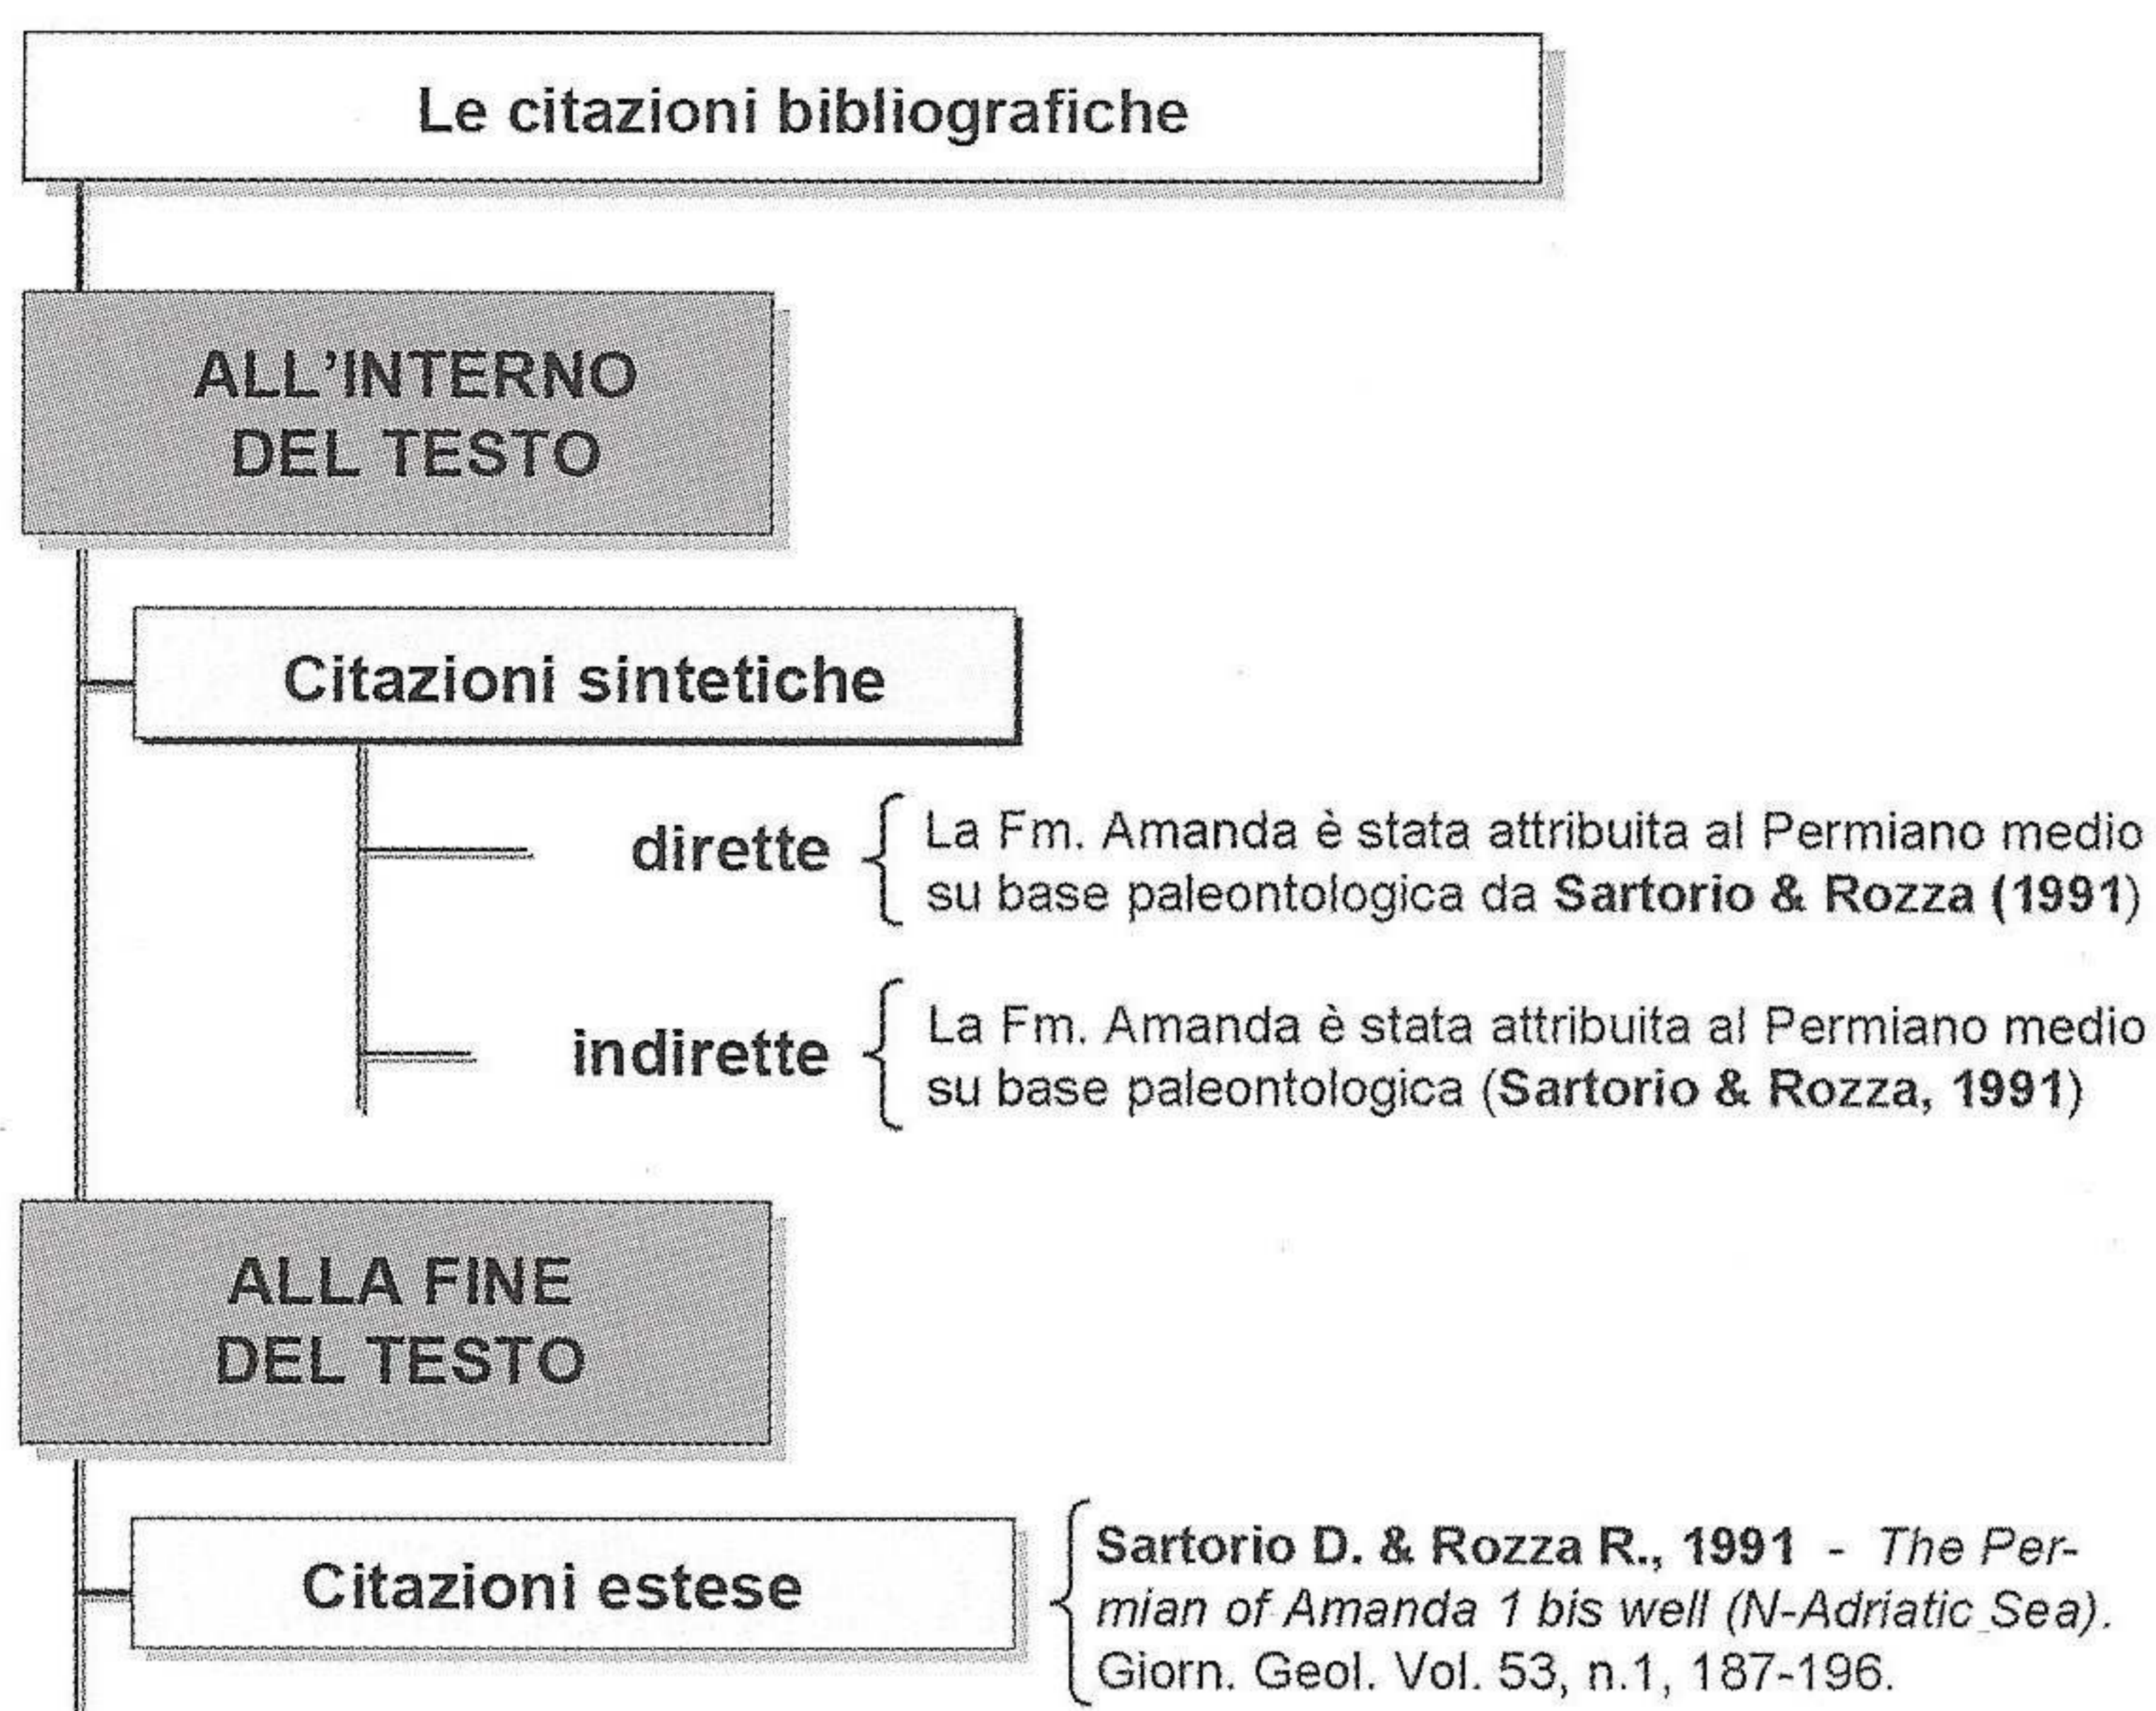 Le citazioni bibliografiche
ALL'INTERNO
DEL TESTO
Citazioni sintetiche
dirette
La Fm. Amanda è stata attribuita al Permiano medio
su base paleontologica da Sartorio & Rozza (1991)
indirette
La Fm. Amanda è stata attribuita al Permiano medio
su base paleontologica (Sartorio & Rozza, 1991)
ALLA FINE
DEL TESTO
Citazioni estese
Sartorio D. & Rozza R., 1991 - The Per-
mian of Amanda 1 bis well (N-Adriatic Sea).
Giorn. Geol. Vol. 53, n.1, 187-196.